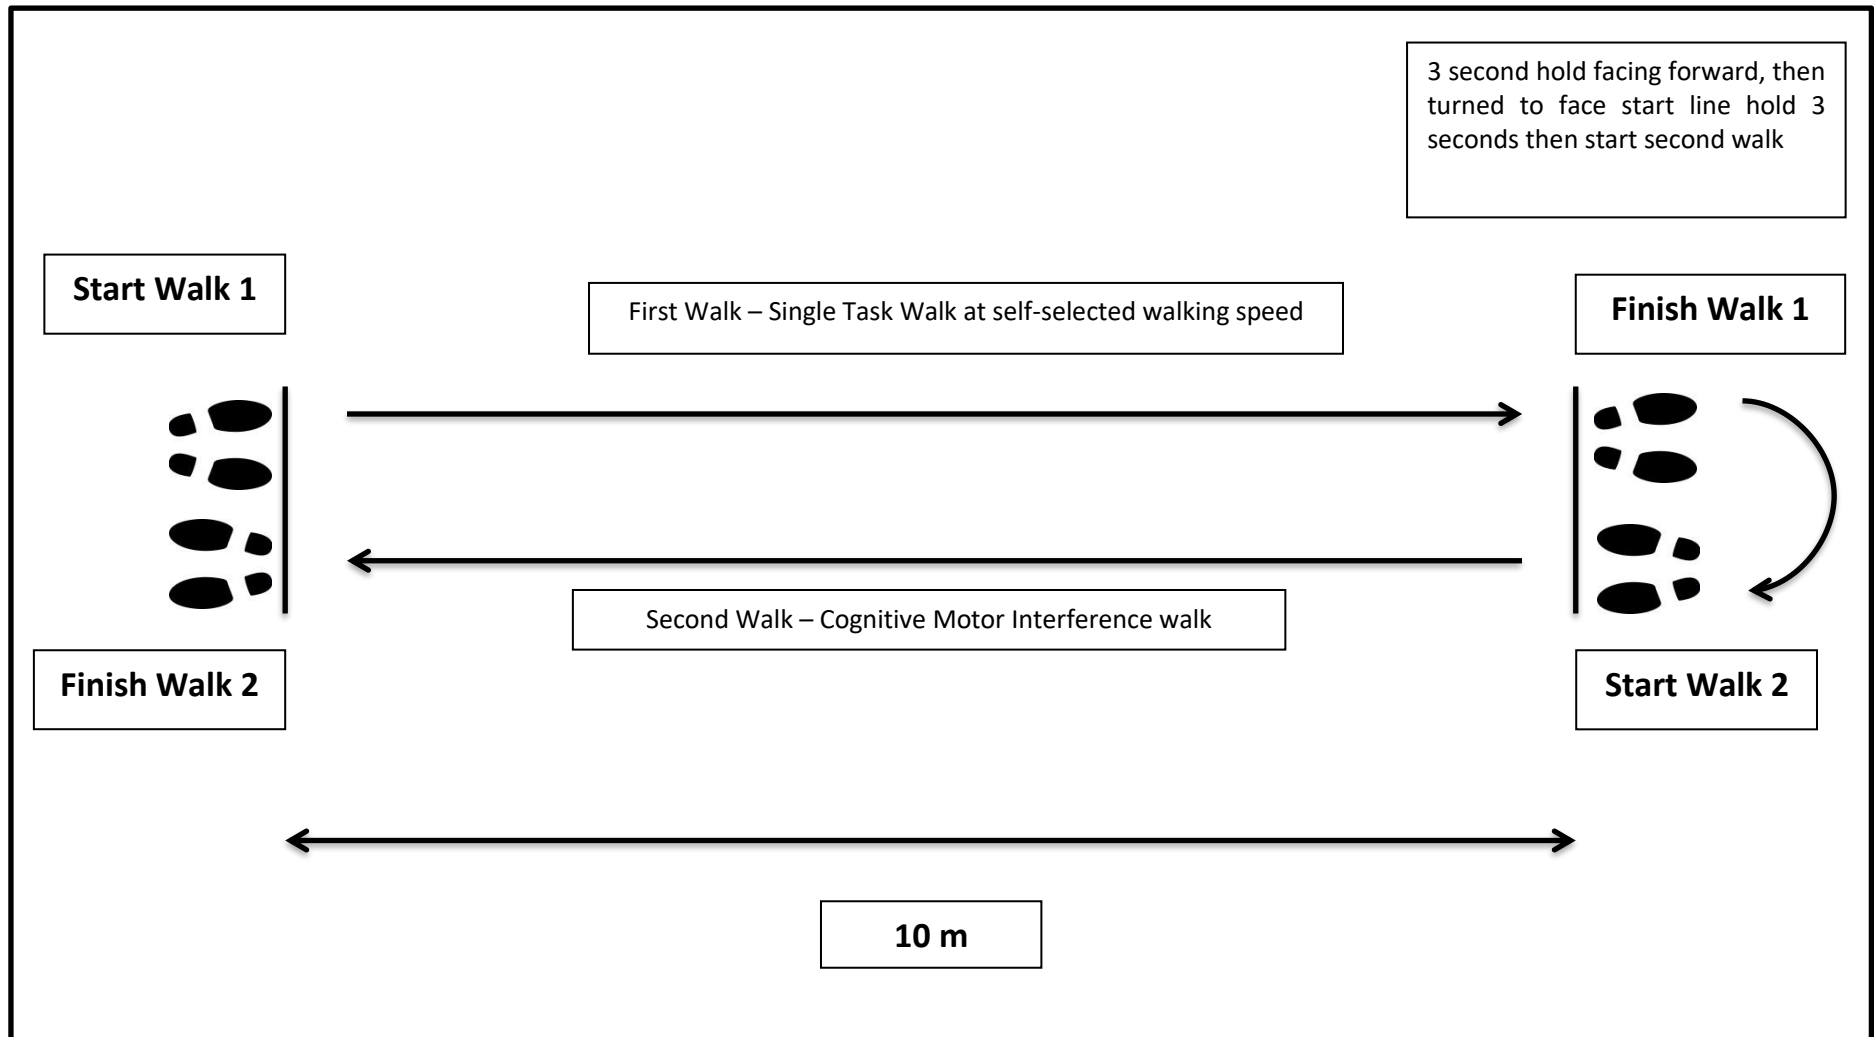 3 second hold facing forward, then
turned to face start line hold 3
seconds then start second walk
Start Walk 1
First Walk – Single Task Walk at self-selected walking speed
Finish Walk 1
Second Walk – Cognitive Motor Interference walk
Finish Walk 2
Start Walk 2
10 m